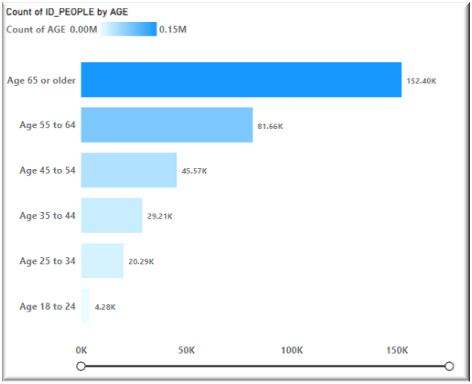 Count of ID_PEOPLE by AGE
Count of AGE 0.00M 0.15M
Age 65 or older 152.40K
Age 55 to 64 81.66K
Age 45 to 54 45.57K
Age 35 to 44 29.21K
Age 25 to 34 20.29K
Age 18 to 24 4.28K
0K 50K 100K 150K